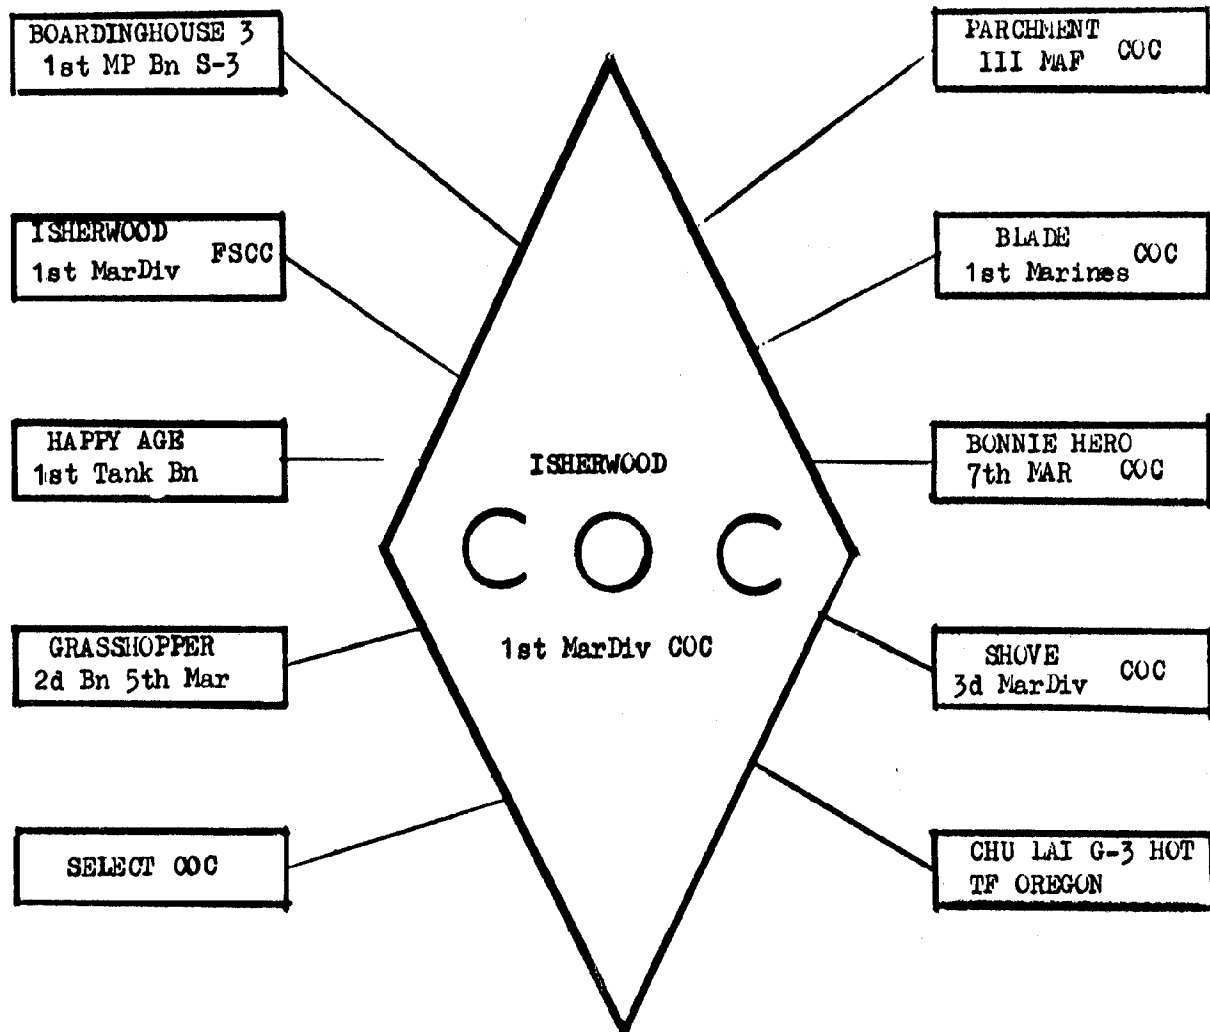 BOARDINGHOUSE 3
1st MP Bn S-3
ISHERWOOD
FSCC
1st MarDiv
HAPPY AGE
1st Tank Bn
GRASSHOPPER
2d Bn 5th Mar
SELECT COC
ISHERWOOD
COC
1st MarDiv COC
PARCHMENT
COC
III MAF
BLADE
COC
1st Marines
BONNIE HERO
7th MAR COC
SHOVE
COC
3d MarDiv
CHU LAI G-3 HOT
TF OREGON